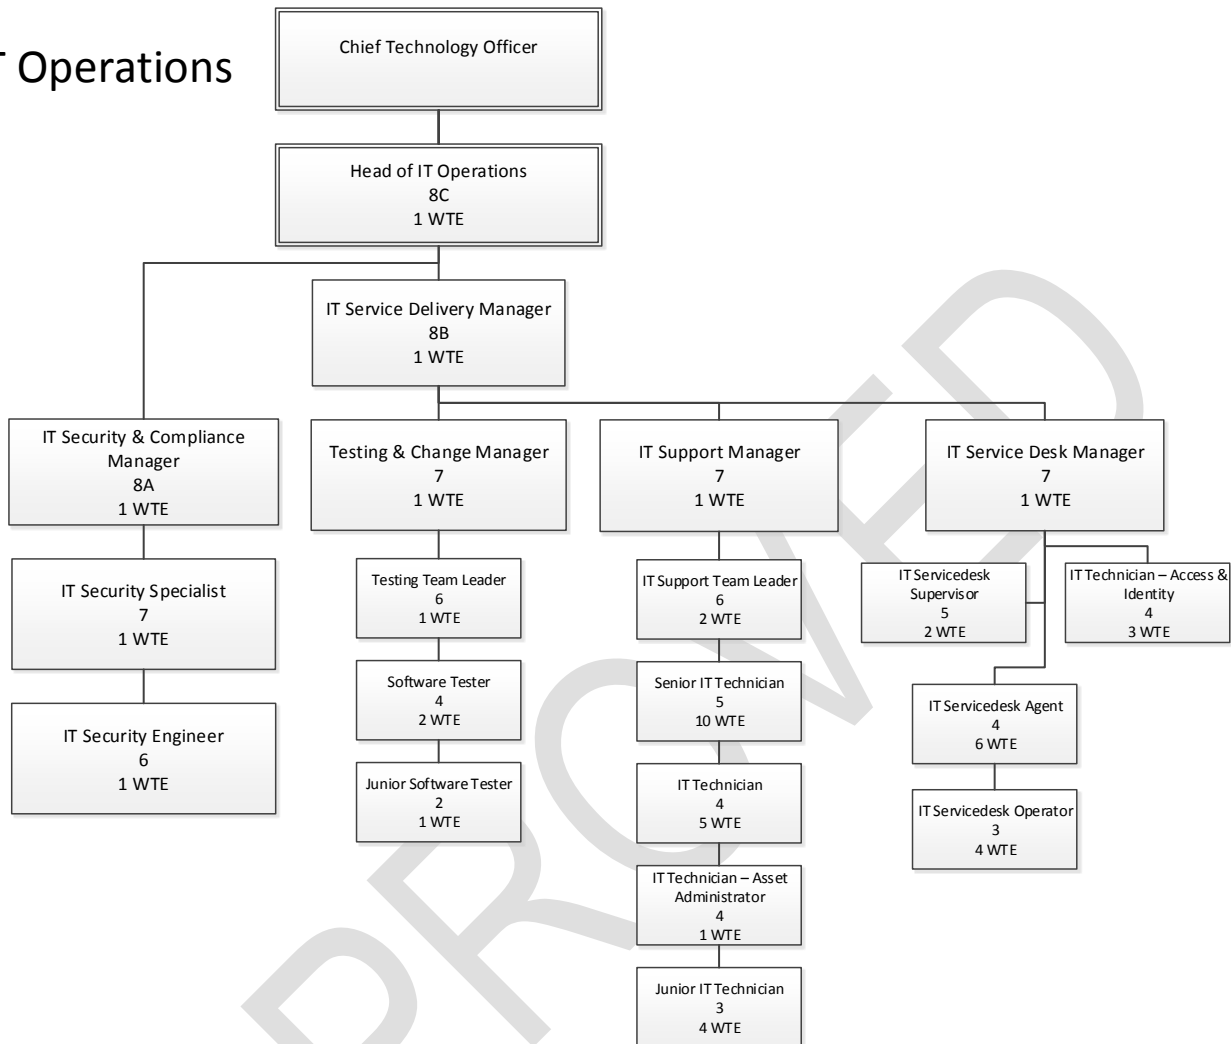 T Operations
Chief Technology Officer
Head of IT Operations
8C
1 WTE
IT Service Delivery Manager
8B
1 WTE
IT Security & Compliance
Manager
8A
1 WTE
Testing & Change Manager
7
1 WTE
IT Support Manager
7
1 WTE
IT Service Desk Manager
7
1 WTE
IT Security Specialist
7
1 WTE
IT Security Engineer
6
1 WTE
Testing Team Leader
6
1 WTE
Software Tester
4
2 WTE
Junior Software Tester
2
1 WTE
IT Support Team Leader
6
2 WTE
Senior IT Technician
5
10 WTE
IT Technician
4
5 WTE
IT Technician – Asset
Administrator
4
1 WTE
Junior IT Technician
3
4 WTE
IT Servicedesk
Supervisor
5
2 WTE
IT Technician – Access &
Identity
4
3 WTE
IT Servicedesk Agent
4
6 WTE
IT Servicedesk Operator
3
4 WTE
PROVED